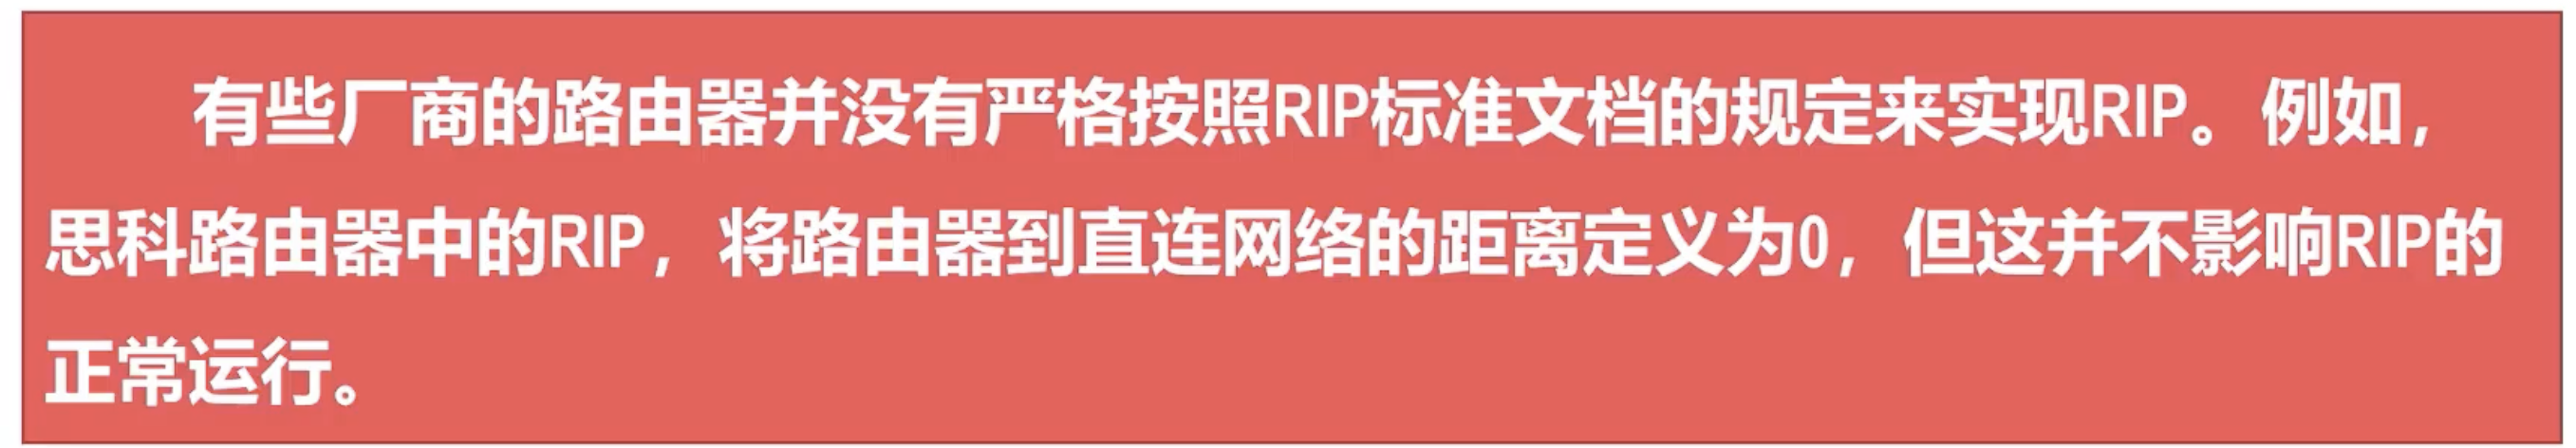 有些厂商的路由器并没有严格按照RIP标准文档的规定来实现RIP。例如，
思科路由器中的RIP，将路由器到直连网络的距离定义为0，但这并不影响RIP的
正常运行。